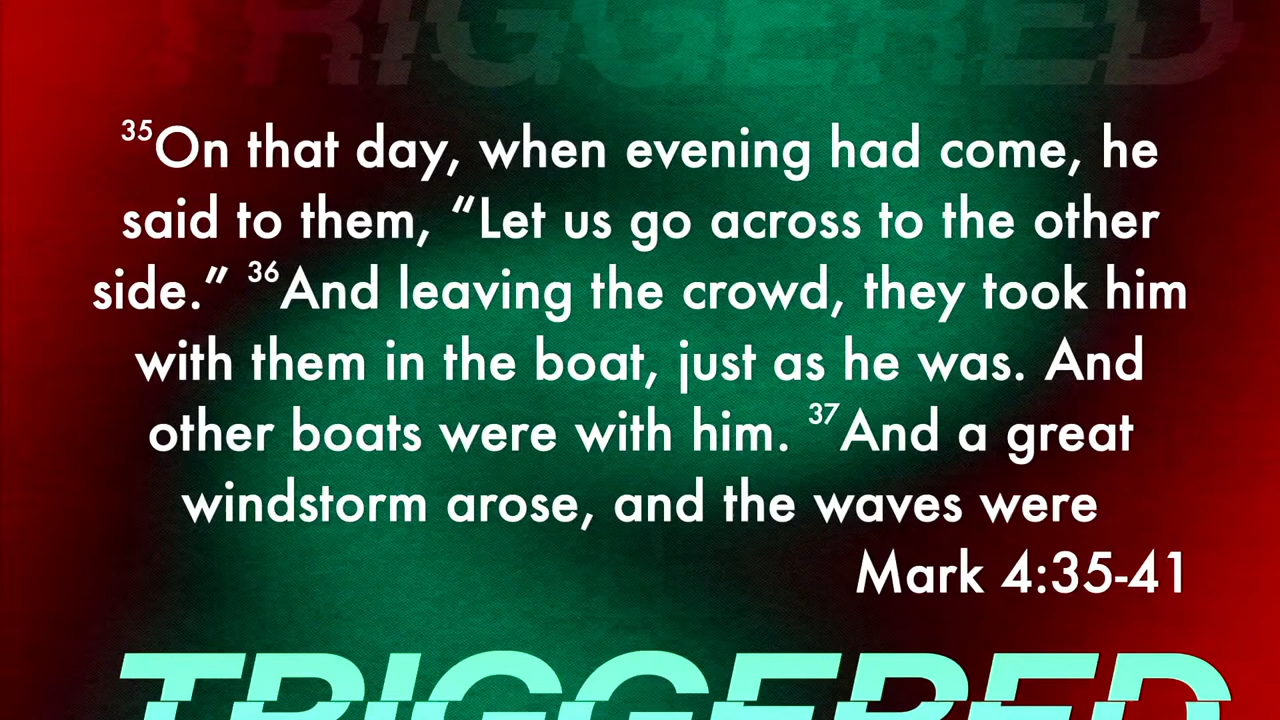 TRIGGERED
³⁵On that day, when evening had come, he
said to them, “Let us go across to the other
side.” ³⁶And leaving the crowd, they took him
with them in the boat, just as he was. And
other boats were with him. ³⁷And a great
windstorm arose, and the waves were
Mark 4:35-41
TRIGGERED